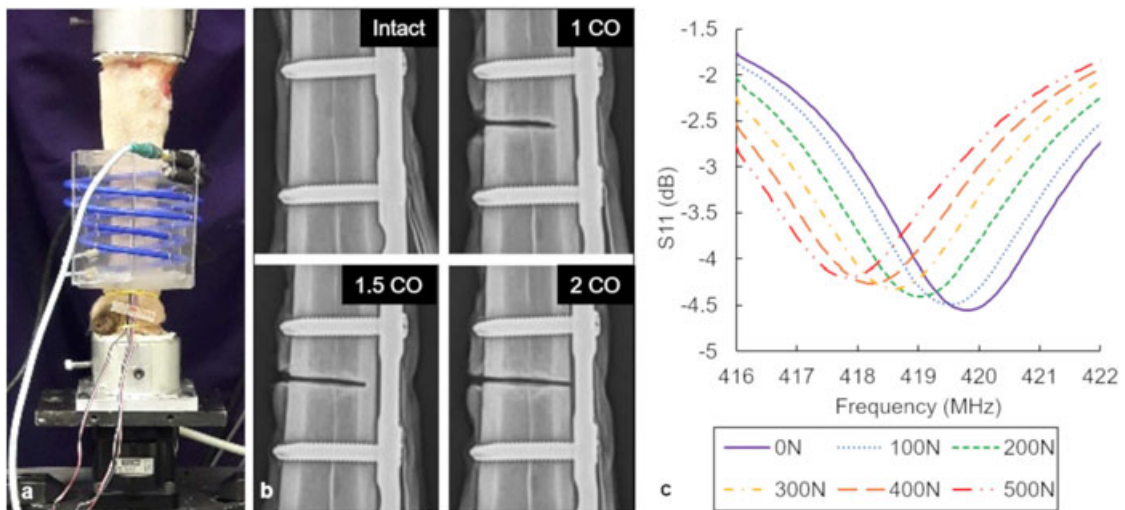 a
Intact
1 CO
1.5 CO
2 CO
b
-1.5
-2
-2.5
-3
-3.5
-4
-4.5
-5
S11 (dB)
416 417 418 419 420 421 422
Frequency (MHz)
0N 100N 200N
300N 400N 500N
c